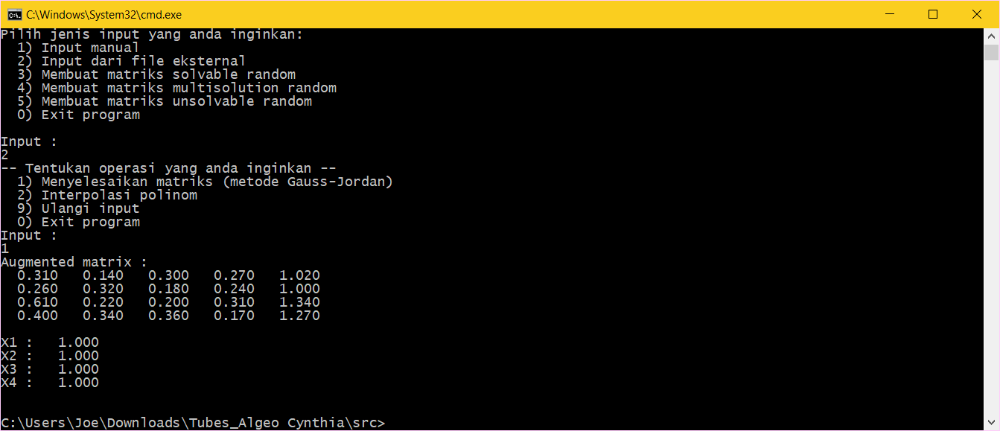 C:\Windows\System32\cmd.exe
Pilih jenis input yang anda inginkan:
  1) Input manual
  2) Input dari file eksternal
  3) Membuat matriks solvable random
  4) Membuat matriks multisolution random
  5) Membuat matriks unsolvable random
  0) Exit program
Input :
2
-- Tentukan operasi yang anda inginkan --
  1) Menyelesaikan matriks (metode Gauss-Jordan)
  2) Interpolasi polinom
  9) Ulangi input
  0) Exit program
Input :
1
Augmented matrix :
  0.310   0.140   0.300   0.270   1.020
  0.260   0.320   0.180   0.240   1.000
  0.610   0.220   0.200   0.310   1.340
  0.400   0.340   0.360   0.170   1.270
X1 :   1.000
X2 :   1.000
X3 :   1.000
X4 :   1.000
C:\Users\Joe\Downloads\Tubes_Algeo Cynthia\src>